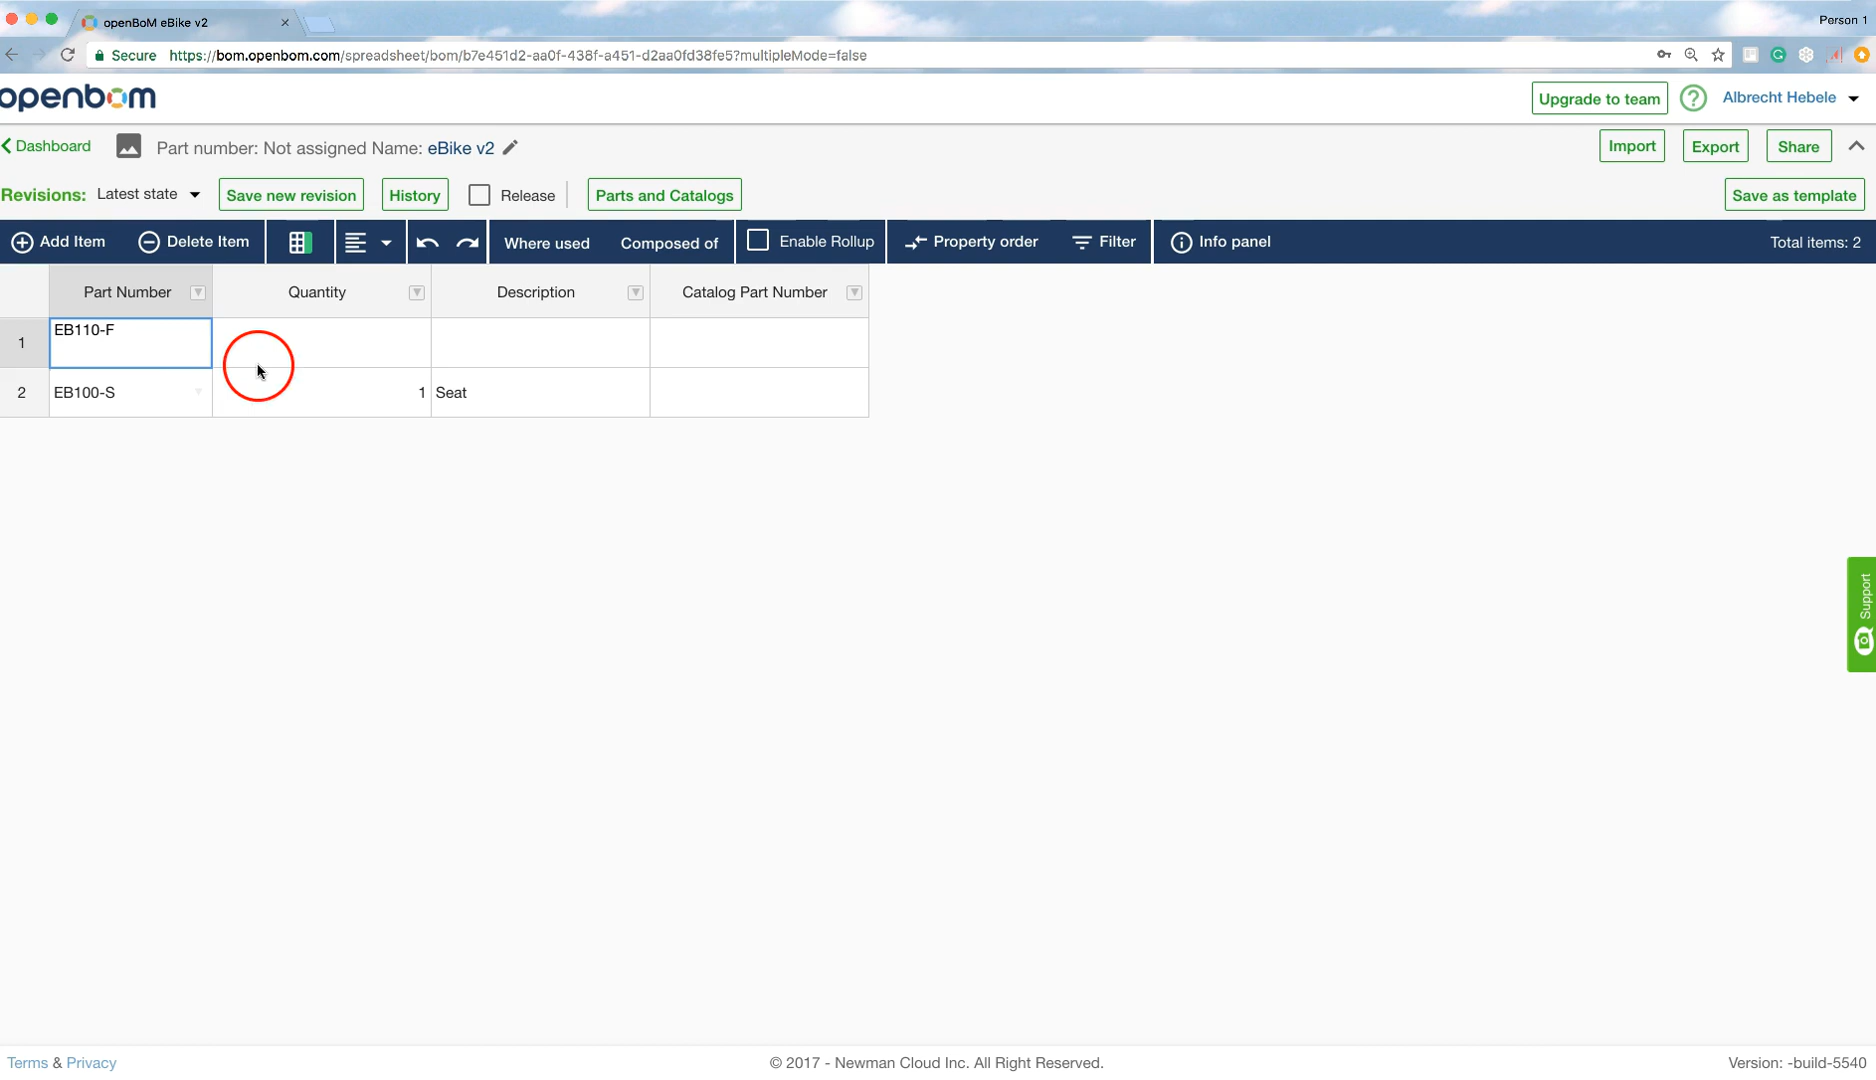 openBoM eBike v2
Person 1
Secure https://bom.openbom.com/spreadsheet/bom/b7e451d2-aa0f-438f-a451-d2aa0fd38fe5?multipleMode=false
openbom
Upgrade to team ? Albrecht Hebele
Dashboard Part number: Not assigned Name: eBike v2 Import Export Share
Revisions: Latest state Save new revision History Release Parts and Catalogs Save as template
Add Item Delete Item Where used Composed of Enable Rollup Property order Filter Info panel Total items: 2
Part Number Quantity Description Catalog Part Number
1 EB110-F
2 EB100-S 1 Seat
Support
Terms & Privacy © 2017 - Newman Cloud Inc. All Right Reserved. Version: -build-5540